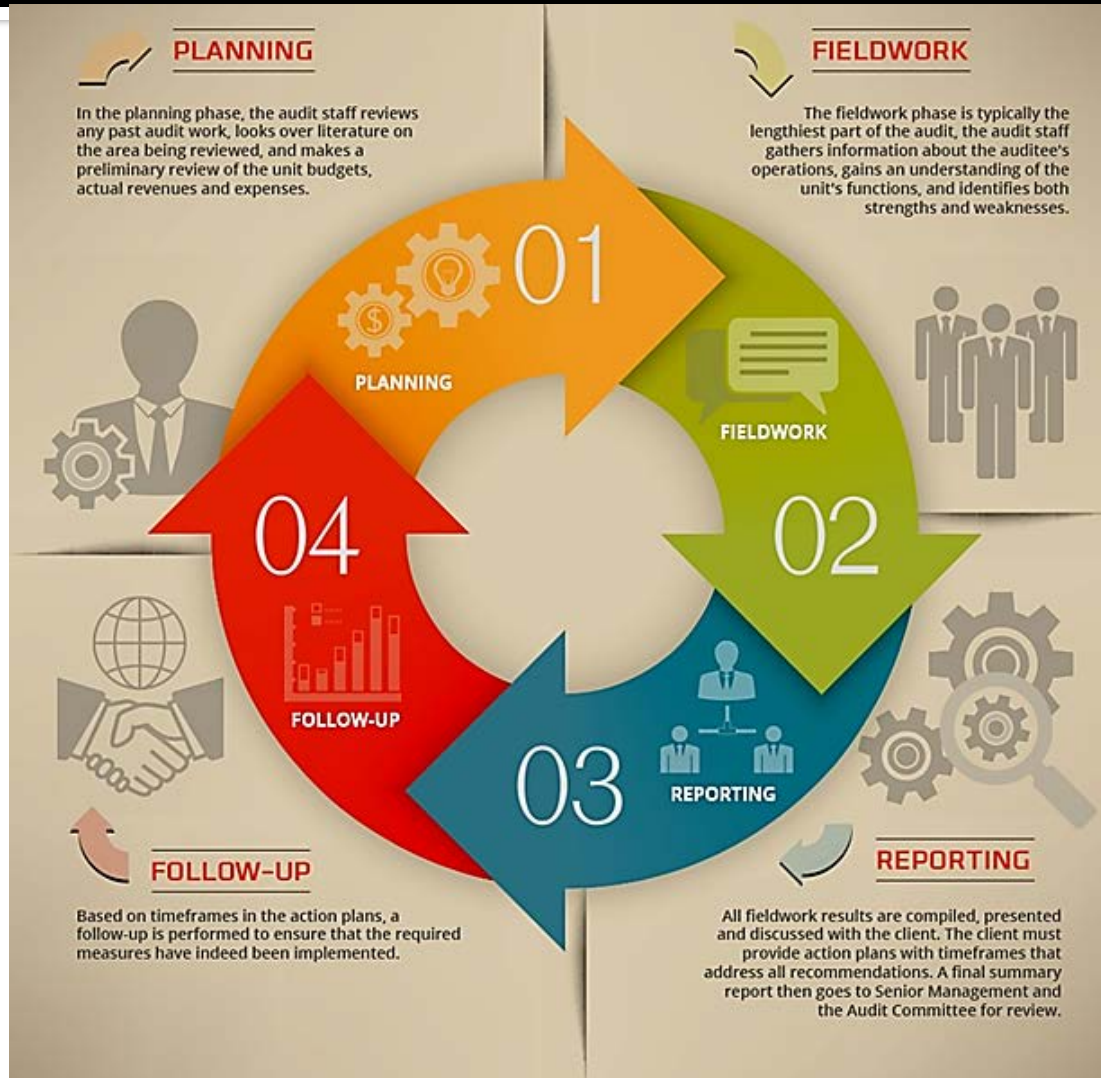 PLANNING
In the planning phase, the audit staff reviews
any past audit work, looks over literature on
the area being reviewed, and makes a
preliminary review of the unit budgets,
actual revenues and expenses.
FIELDWORK
The fieldwork phase is typically the
lengthiest part of the audit, the audit staff
gathers information about the auditee's
operations, gains an understanding of the
unit's functions, and identifies both
strengths and weaknesses.
01
$
PLANNING
FIELDWORK
02
03
REPORTING
04
FOLLOW-UP
REPORTING
All fieldwork results are compiled, presented
and discussed with the client. The client must
provide action plans with timeframes that
address all recommendations. A final summary
report then goes to Senior Management and
the Audit Committee for review.
FOLLOW-UP
Based on timeframes in the action plans, a
follow-up is performed to ensure that the required
measures have indeed been implemented.